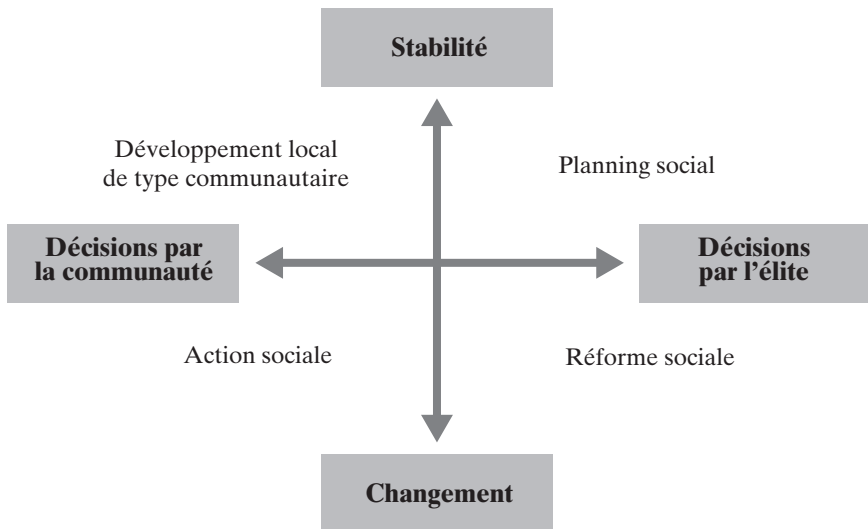 Stabilité
Développement local
de type communautaire
Planning social
Décisions par
la communauté
Décisions
par l’élite
Action sociale
Réforme sociale
Changement